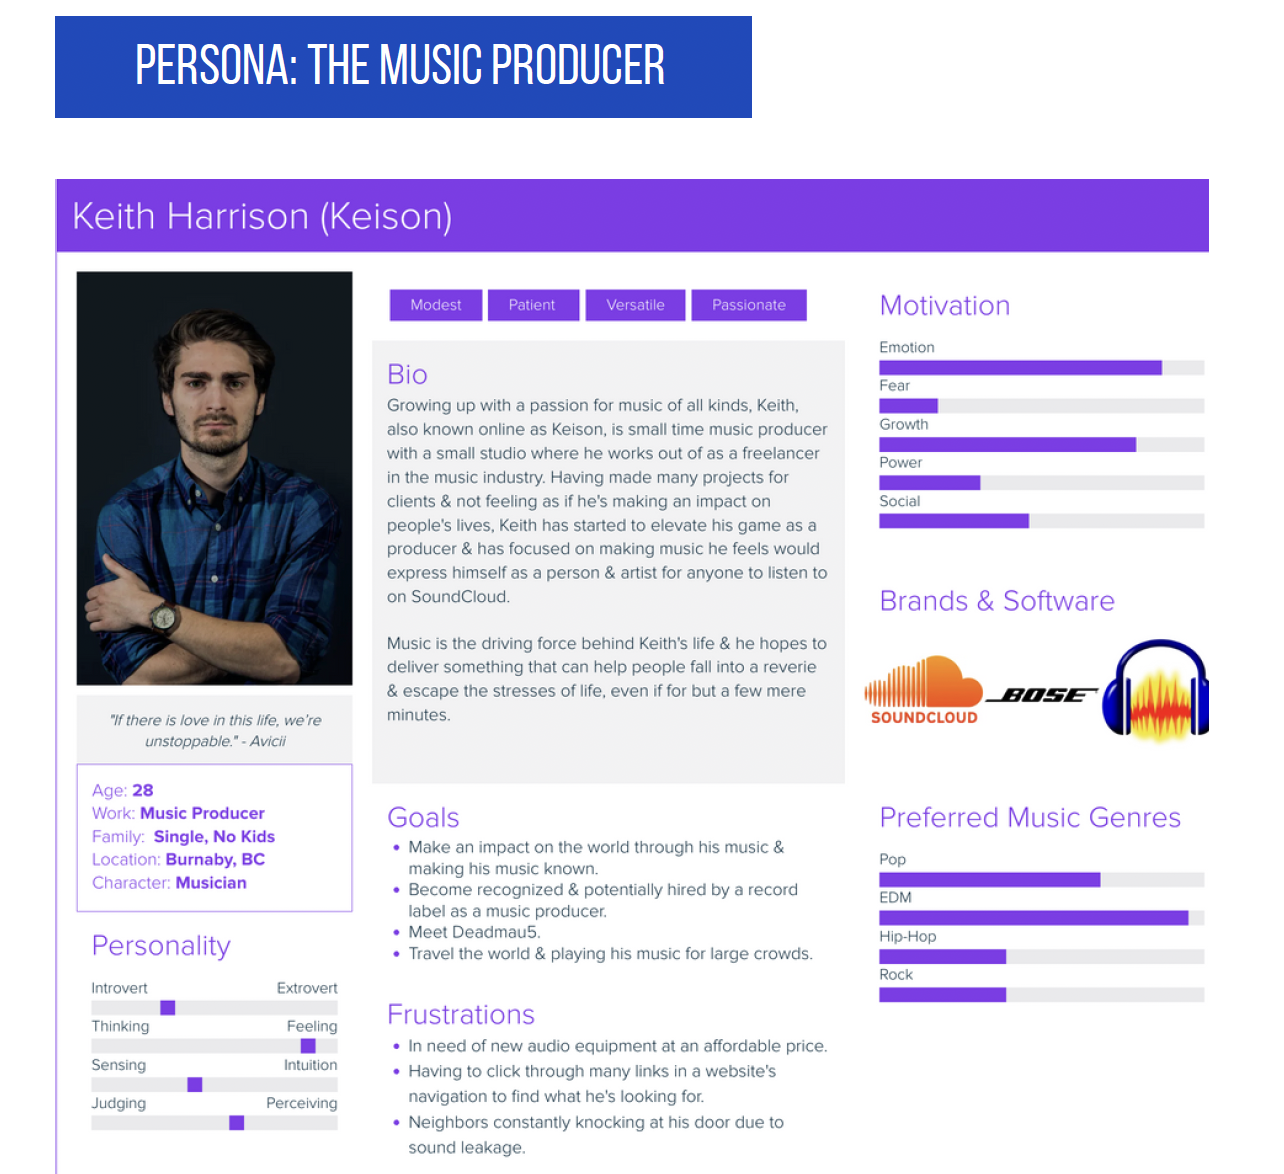 PERSONA: THE MUSIC PRODUCER
Keith Harrison (Keison)
"If there is love in this life, we're
unstoppable." - Avicii
Age: 28
Work: Music Producer
Family: Single, No Kids
Location: Burnaby, BC
Character: Musician
Personality
Introvert Extrovert
Thinking Feeling
Sensing Intuition
Judging Perceiving
Modest Patient Versatile Passionate
Bio
Growing up with a passion for music of all kinds, Keith,
also known online as Keison, is small time music producer
with a small studio where he works out of as a freelancer
in the music industry. Having made many projects for
clients & not feeling as if he's making an impact on
people's lives, Keith has started to elevate his game as a
producer & has focused on making music he feels would
express himself as a person & artist for anyone to listen to
on SoundCloud.
Music is the driving force behind Keith's life & he hopes to
deliver something that can help people fall into a reverie
& escape the stresses of life, even if for but a few mere
minutes.
Goals
• Make an impact on the world through his music &
making his music known.
• Become recognized & potentially hired by a record
label as a music producer.
• Meet Deadmau5.
• Travel the world & playing his music for large crowds.
Frustrations
• In need of new audio equipment at an affordable price.
• Having to click through many links in a website's
navigation to find what he's looking for.
• Neighbors constantly knocking at his door due to
sound leakage.
Motivation
Emotion
Fear
Growth
Power
Social
Brands & Software
SOUNDCLOUD
BOSE
Preferred Music Genres
Pop
EDM
Hip-Hop
Rock